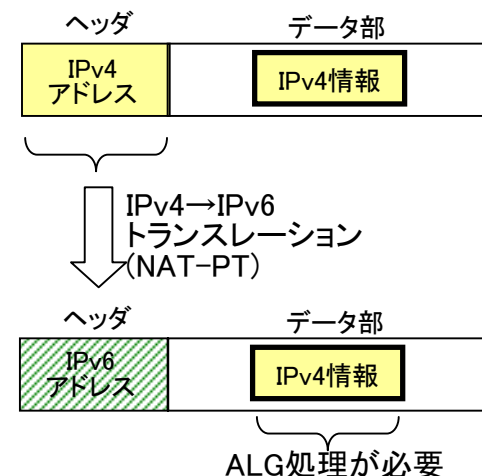 ヘッダ
データ部
IPv4
アドレス
IPv4情報
IPv4→IPv6
トランスレーション
(NAT-PT)
ヘッダ
データ部
IPv6
アドレス
IPv4情報
ALG処理が必要